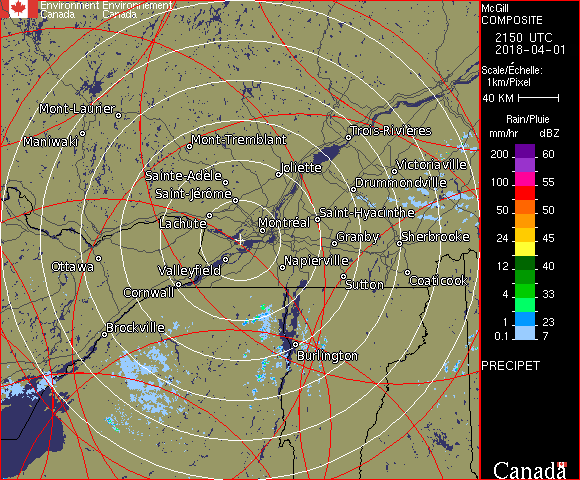 Environment Environnement
Canada Canada
McGill
COMPOSITE
2150 UTC
2018-04-01
Scale/Échelle:
1km/Pixel
40 KM
Rain/Pluie
mm/hr dBZ
200 60
100 55
50 50
24 45
12 40
4 33
1 23
0.1 7
PRECIPET
Canada
Mont-Laurier
Maniwaki
Mont-Tremblant
Trois-Rivières
Sainte-Adèle
Joliette
Victoriaville
Saint-Jérôme
Drummondville
Lachute
Montréal
Saint-Hyacinthe
Granby
Sherbrooke
Ottawa
Valleyfield
Napierville
Cornwall
Sutton
Coaticook
Brockville
Burlington